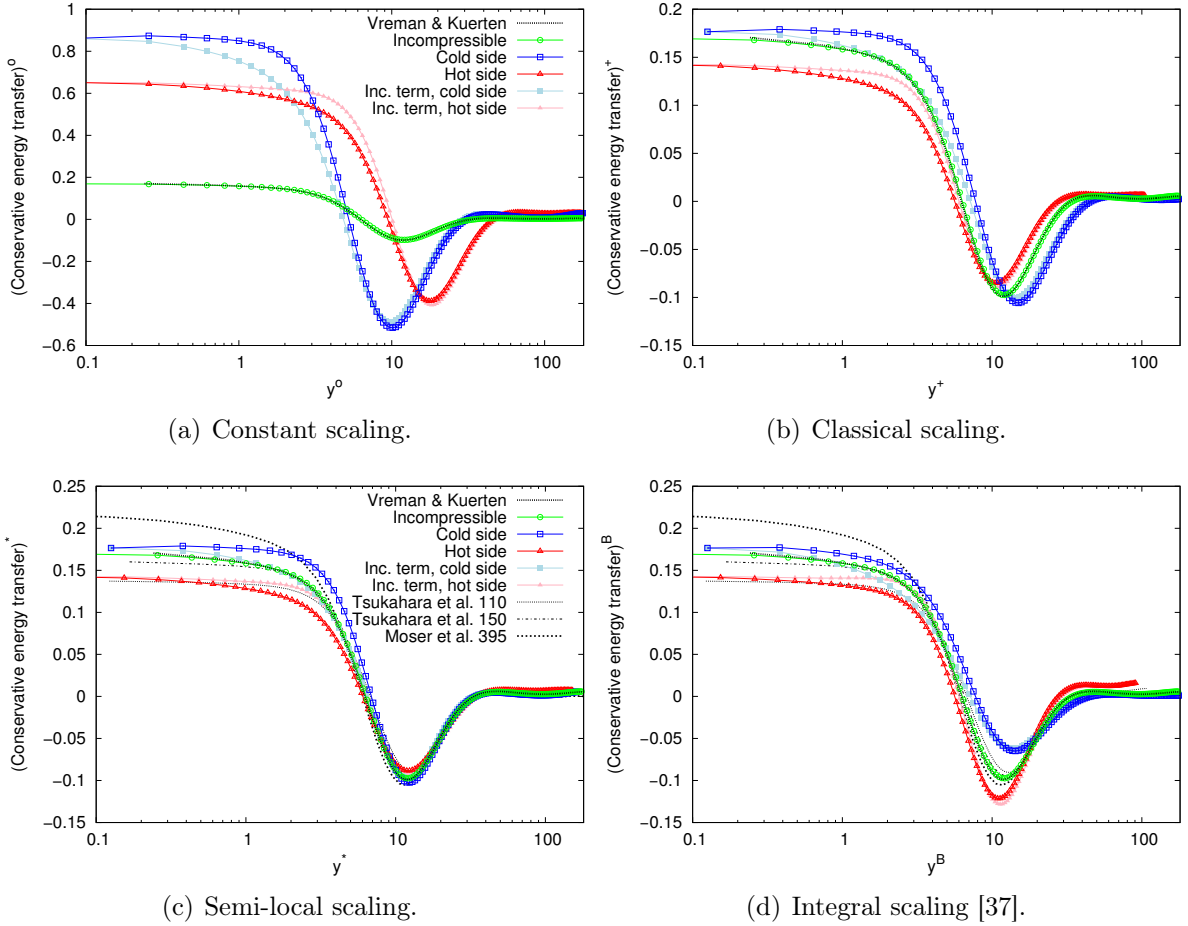 1
0.8
0.6
0.4
0.2
0
−0.2
−0.4
−0.6
0.1
1
10
100
(Conservative energy transfer)°
y°
Vreman & Kuerten
Incompressible
Cold side
Hot side
Inc. term, cold side
Inc. term, hot side
(a) Constant scaling.
0.2
0.15
0.1
0.05
0
−0.05
−0.1
−0.15
0.1
1
10
100
(Conservative energy transfer)⁺
y⁺
(b) Classical scaling.
0.25
0.2
0.15
0.1
0.05
0
−0.05
−0.1
−0.15
0.1
1
10
100
(Conservative energy transfer)*
y*
Vreman & Kuerten
Incompressible
Cold side
Hot side
Inc. term, cold side
Inc. term, hot side
Tsukahara et al. 110
Tsukahara et al. 150
Moser et al. 395
(c) Semi-local scaling.
0.25
0.2
0.15
0.1
0.05
0
−0.05
−0.1
−0.15
0.1
1
10
100
(Conservative energy transfer)ᴮ
yᴮ
(d) Integral scaling [37].